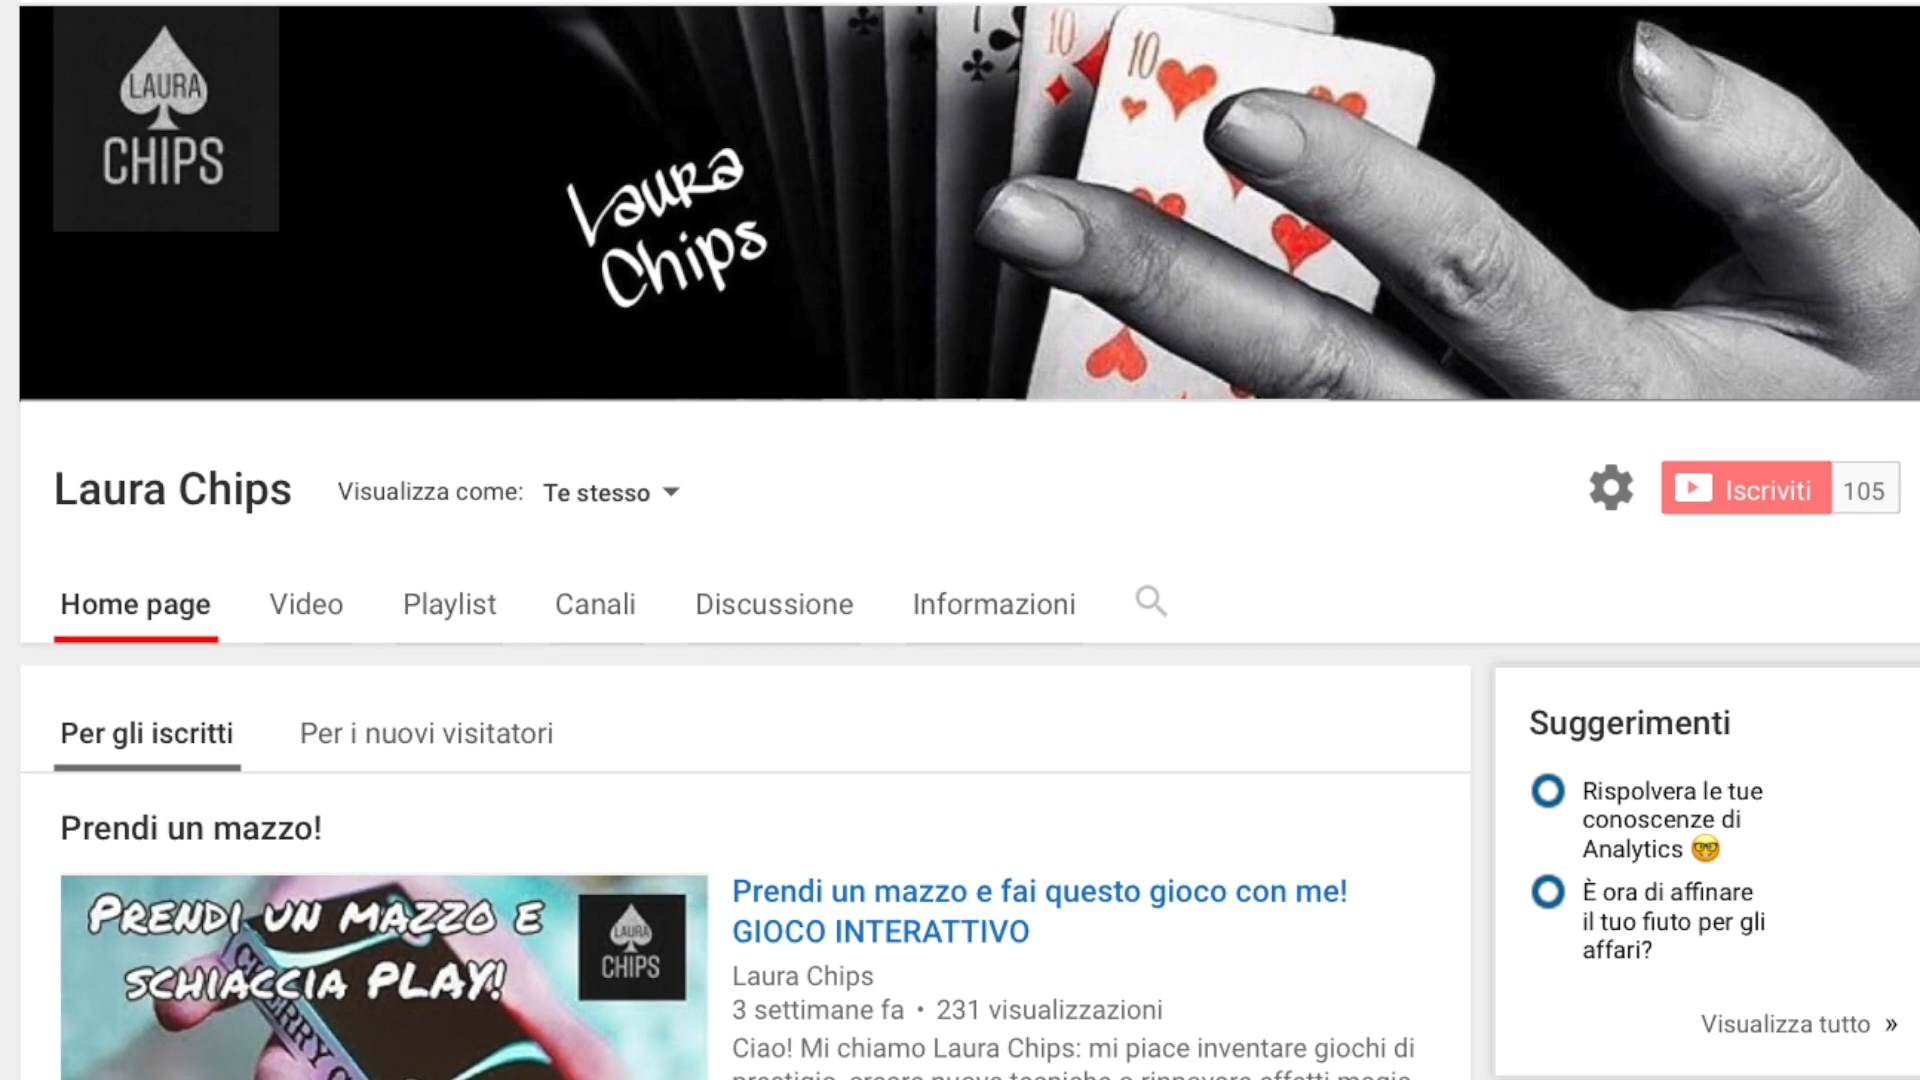 LAURA
CHIPS
10
10
Laura
Chips
Laura Chips
Visualizza come: Te stesso
Iscriviti 105
Home page Video Playlist Canali Discussione Informazioni
Per gli iscritti Per i nuovi visitatori
Prendi un mazzo!
PRENDI UN MAZZO E
SCHIACCIA PLAY!
LAURA
CHIPS
Prendi un mazzo e fai questo gioco con me!
GIOCO INTERATTIVO
Laura Chips
3 settimane fa • 231 visualizzazioni
Ciao! Mi chiamo Laura Chips: mi piace inventare giochi di
Suggerimenti
Rispolvera le tue
conoscenze di
Analytics 🤓
È ora di affinare
il tuo fiuto per gli
affari?
Visualizza tutto »